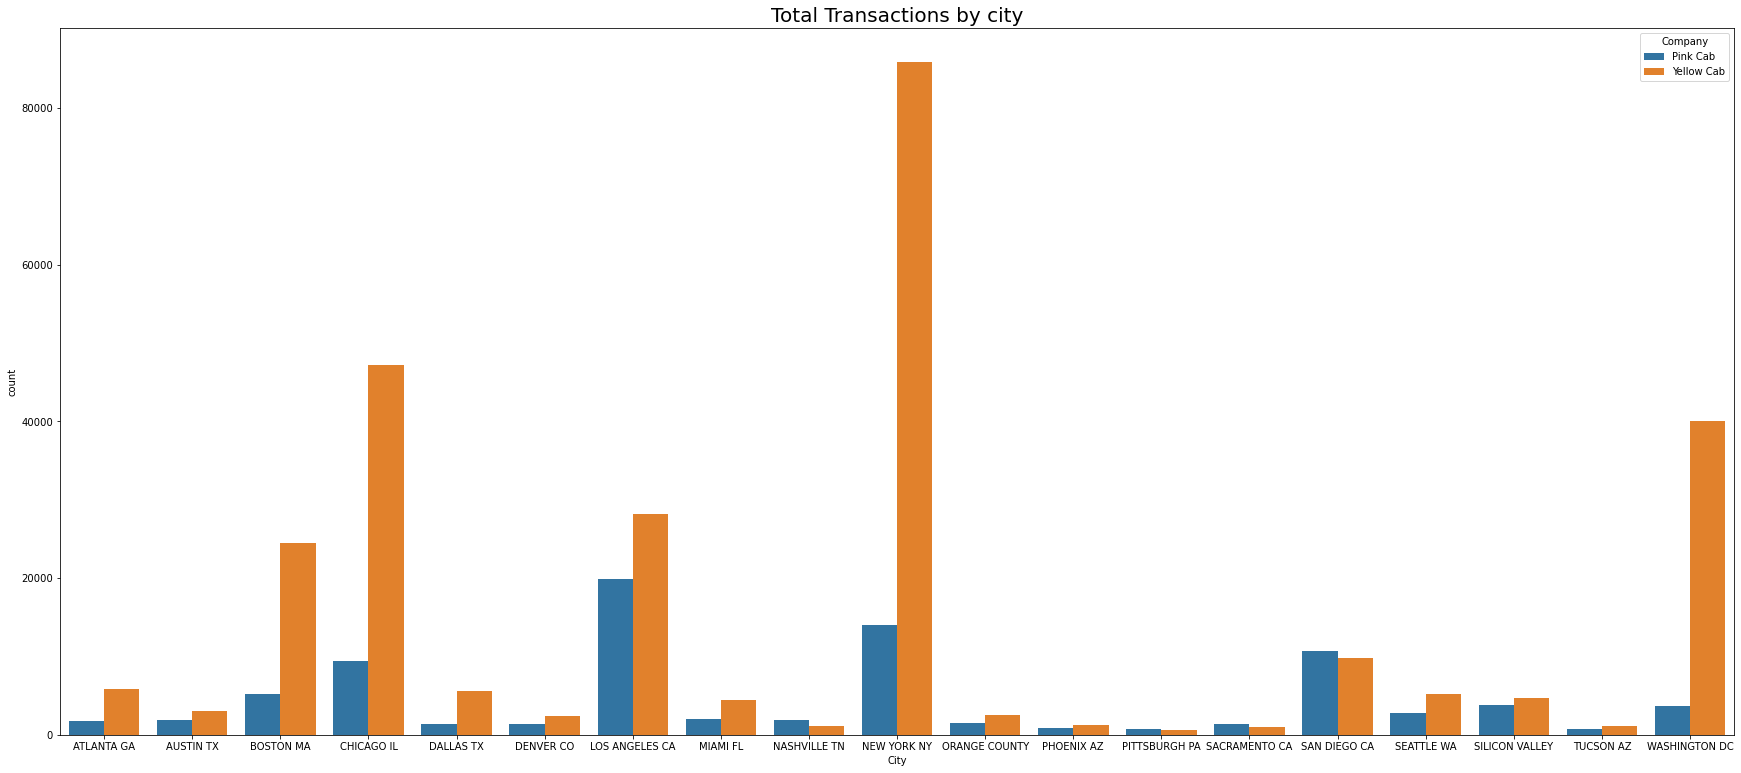 Total Transactions by city
Company
Pink Cab
Yellow Cab
80000
60000
40000
20000
0
count
ATLANTA GA AUSTIN TX BOSTON MA CHICAGO IL DALLAS TX DENVER CO LOS ANGELES CA MIAMI FL NASHVILLE TN NEW YORK NY ORANGE COUNTY PHOENIX AZ PITTSBURGH PA SACRAMENTO CA SAN DIEGO CA SEATTLE WA SILICON VALLEY TUCSON AZ WASHINGTON DC
City